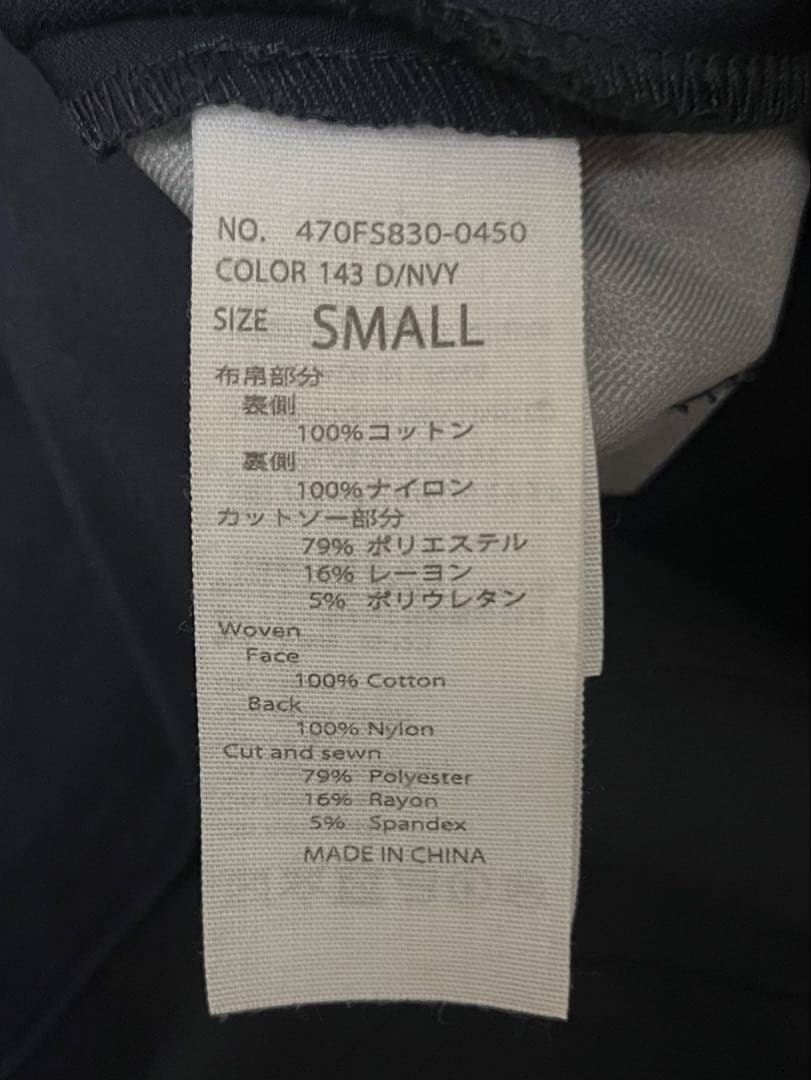 NO. 470FS830-0450
COLOR 143 D/NVY
SIZE SMALL
布帛部分
表側
100%コットン
裏側
100%ナイロン
カットソー部分
79% ポリエステル
16% レーヨン
5% ポリウレタン
Woven
Face
100% Cotton
Back
100% Nylon
Cut and sewn
79% Polyester
16% Rayon
5% Spandex
MADE IN CHINA